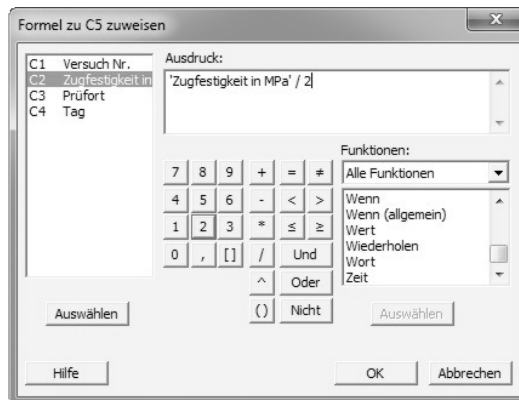 Formel zu C5 zuweisen
x
C1 Versuch Nr.
C2 Zugfestigkeit in
C3 Prüfort
C4 Tag
Ausdruck:
'Zugfestigkeit in MPa' / 2
Funktionen:
Alle Funktionen
7 8 9 + = ≠
4 5 6 - < >
1 2 3 * ≤ ≥
0 , [] / Und
^ Oder
() Nicht
Wenn
Wenn (allgemein)
Wert
Wiederholen
Wort
Zeit
Auswählen
Auswählen
Hilfe
OK
Abbrechen